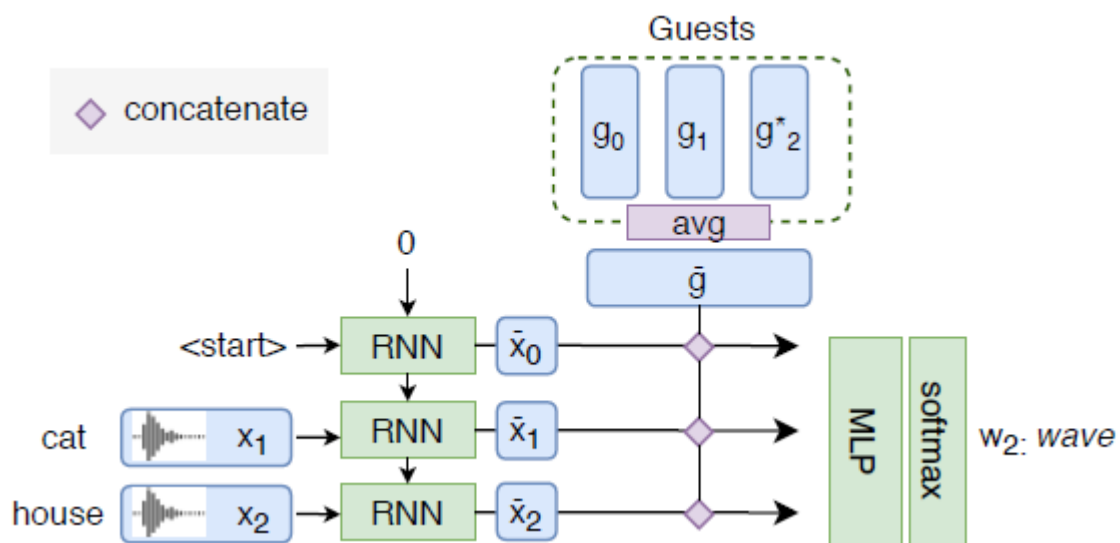 Guests
concatenate
g₀ g₁ g*₂
avg
0
ḡ
<start> RNN x̄₀
cat x₁ RNN x̄₁
house x₂ RNN x̄₂
MLP
softmax
w₂: wave